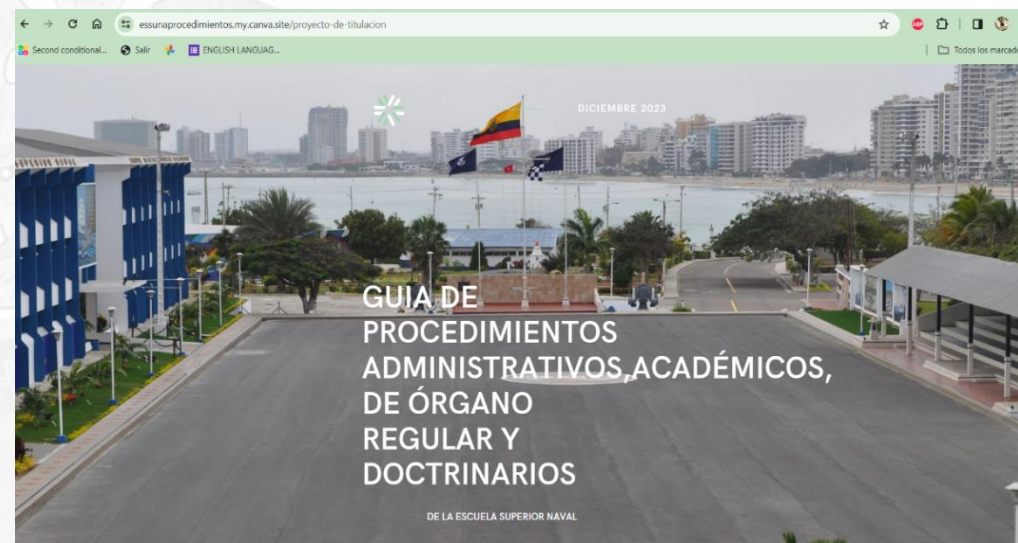 essunaprocedimientos.my.canva.site/proyecto-de-titulacion
Second conditional... Salir ENGLISH LANGUAG... Todos los marcado
DICIEMBRE 2023
GUIA DE
PROCEDIMIENTOS
ADMINISTRATIVOS,ACADÉMICOS,
DE ÓRGANO
REGULAR Y
DOCTRINARIOS
DE LA ESCUELA SUPERIOR NAVAL